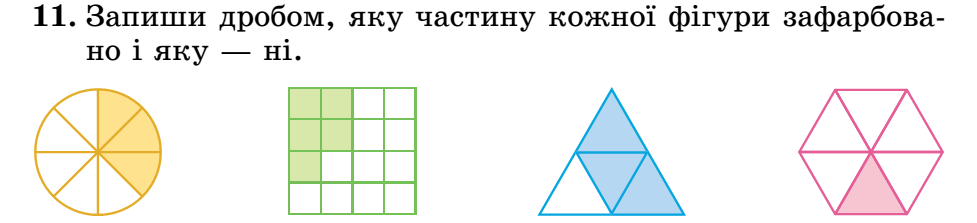 11. Запиши дробом, яку частину кожної фігури зафарбова-
но і яку — ні.